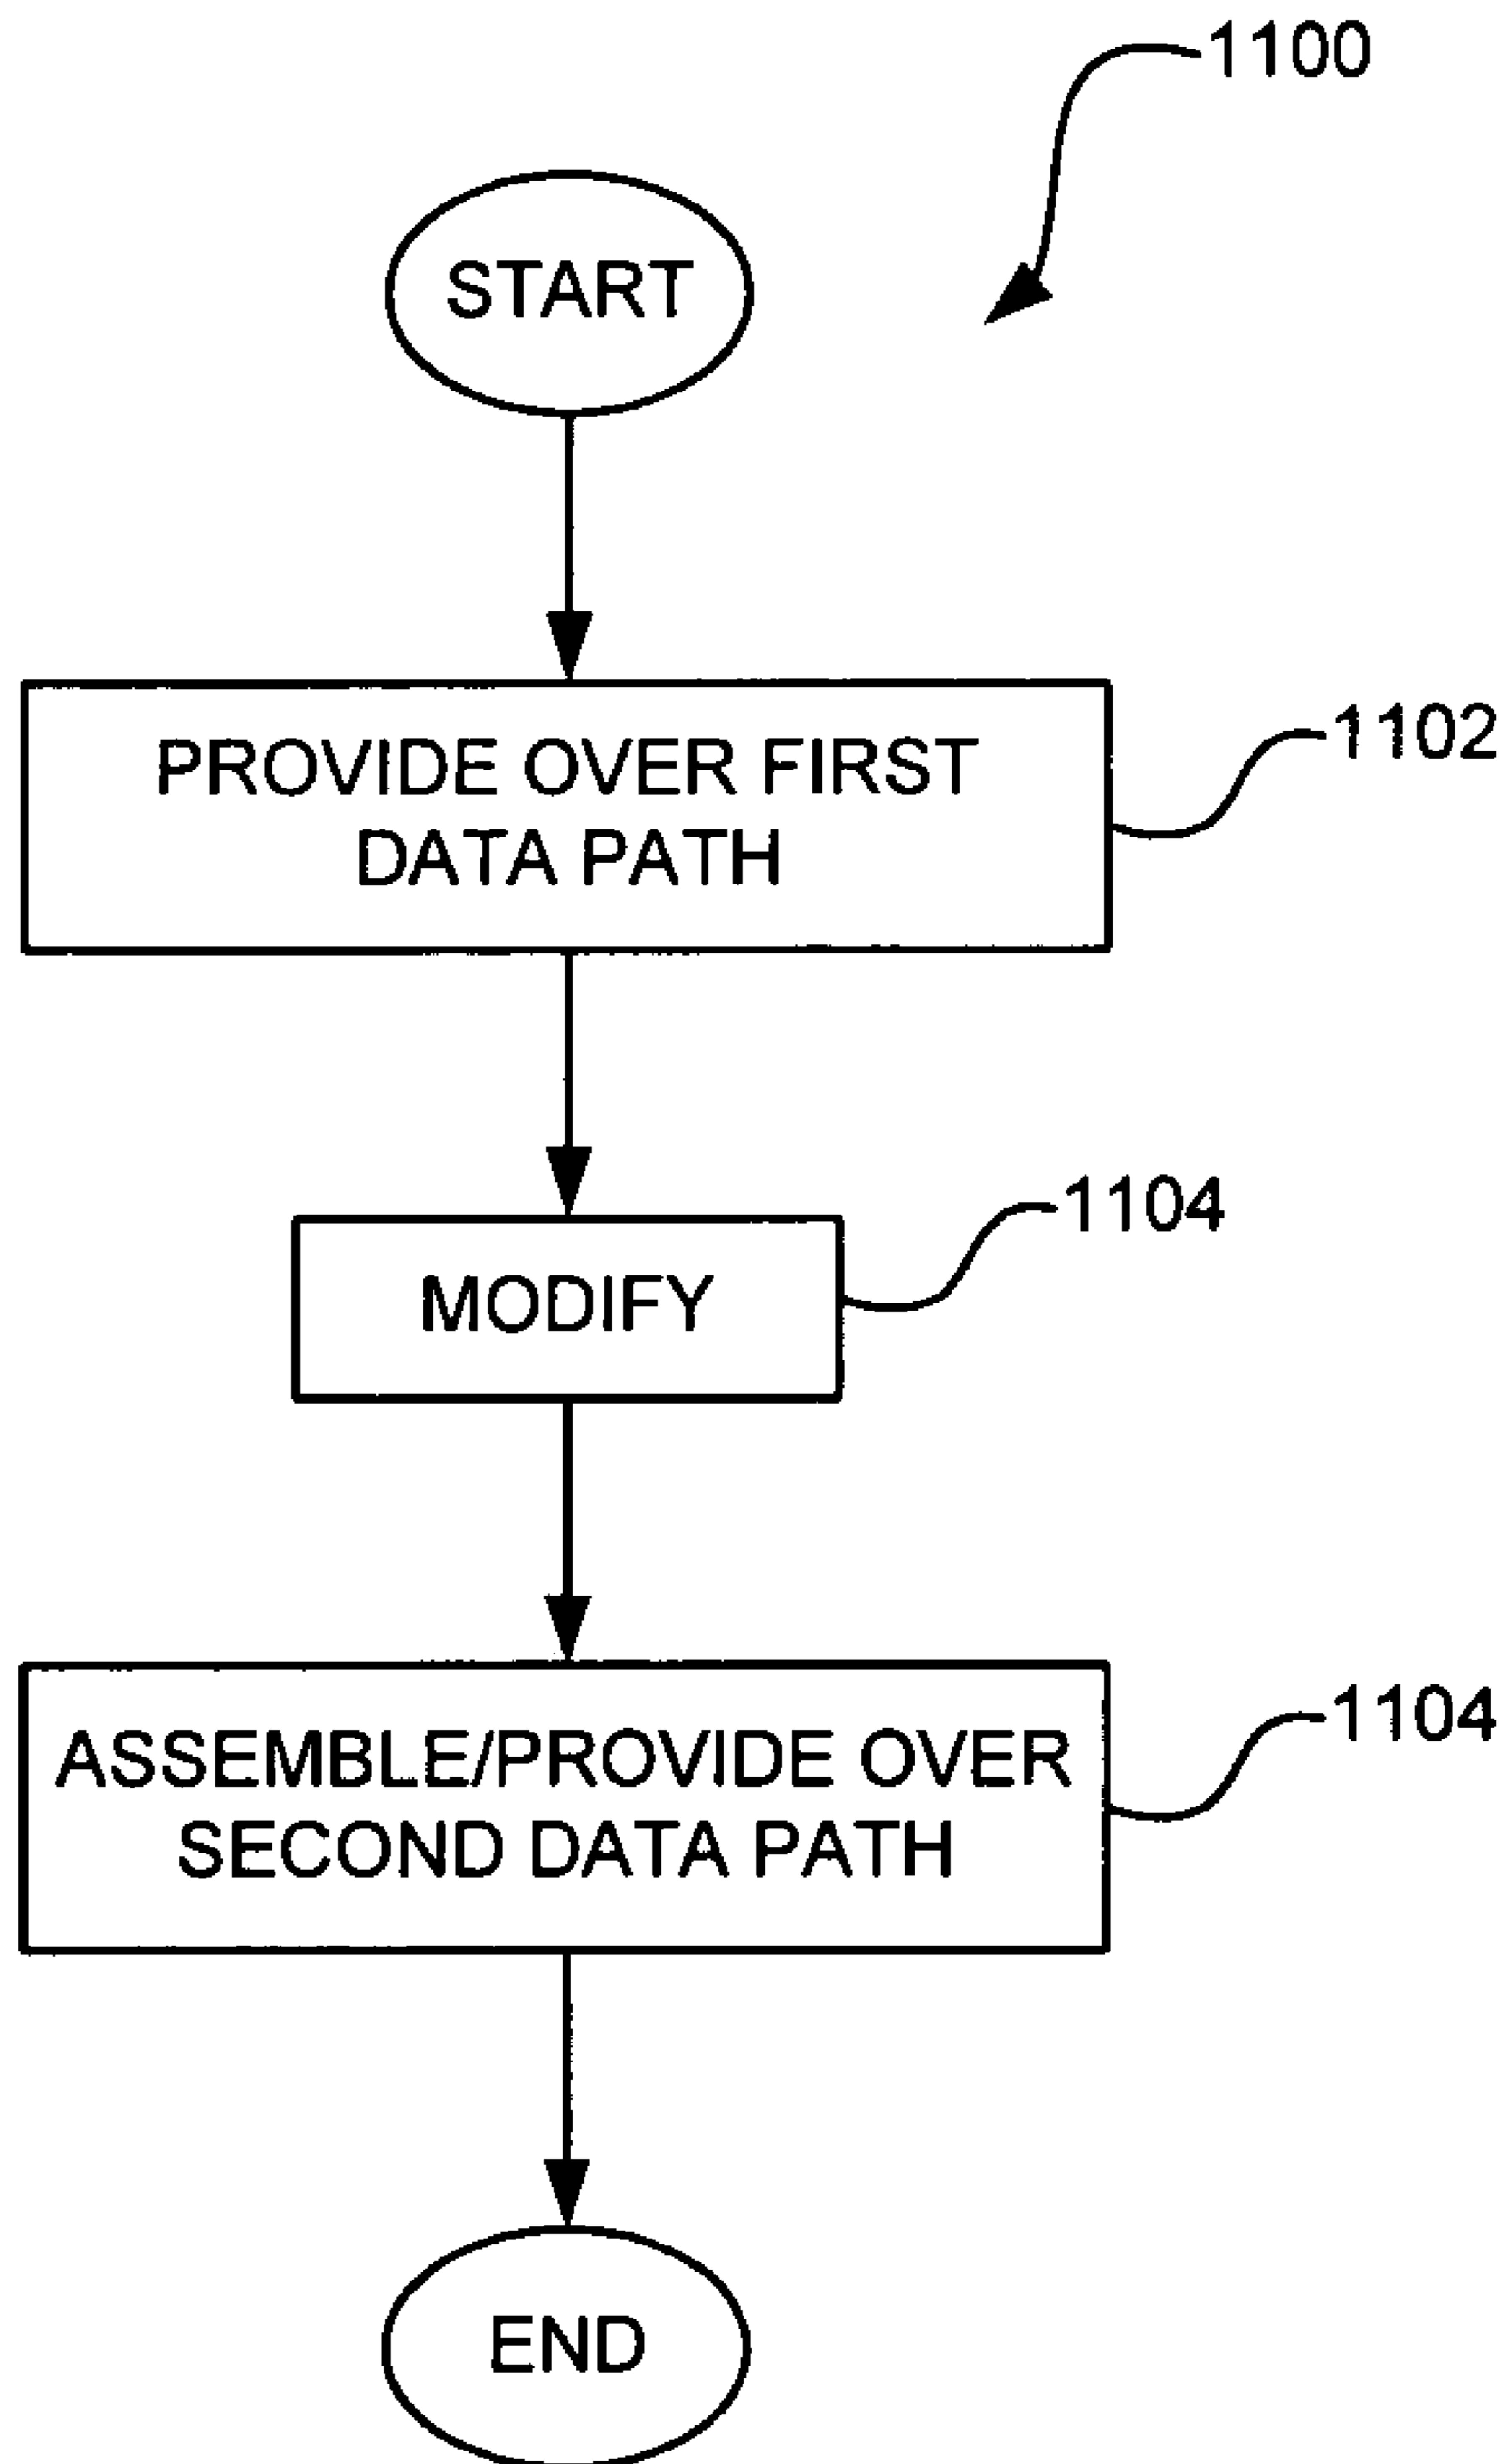 1100
START
PROVIDE OVER FIRST
DATA PATH
1102
MODIFY
1104
ASSEMBLE/PROVIDE OVER
SECOND DATA PATH
1104
END